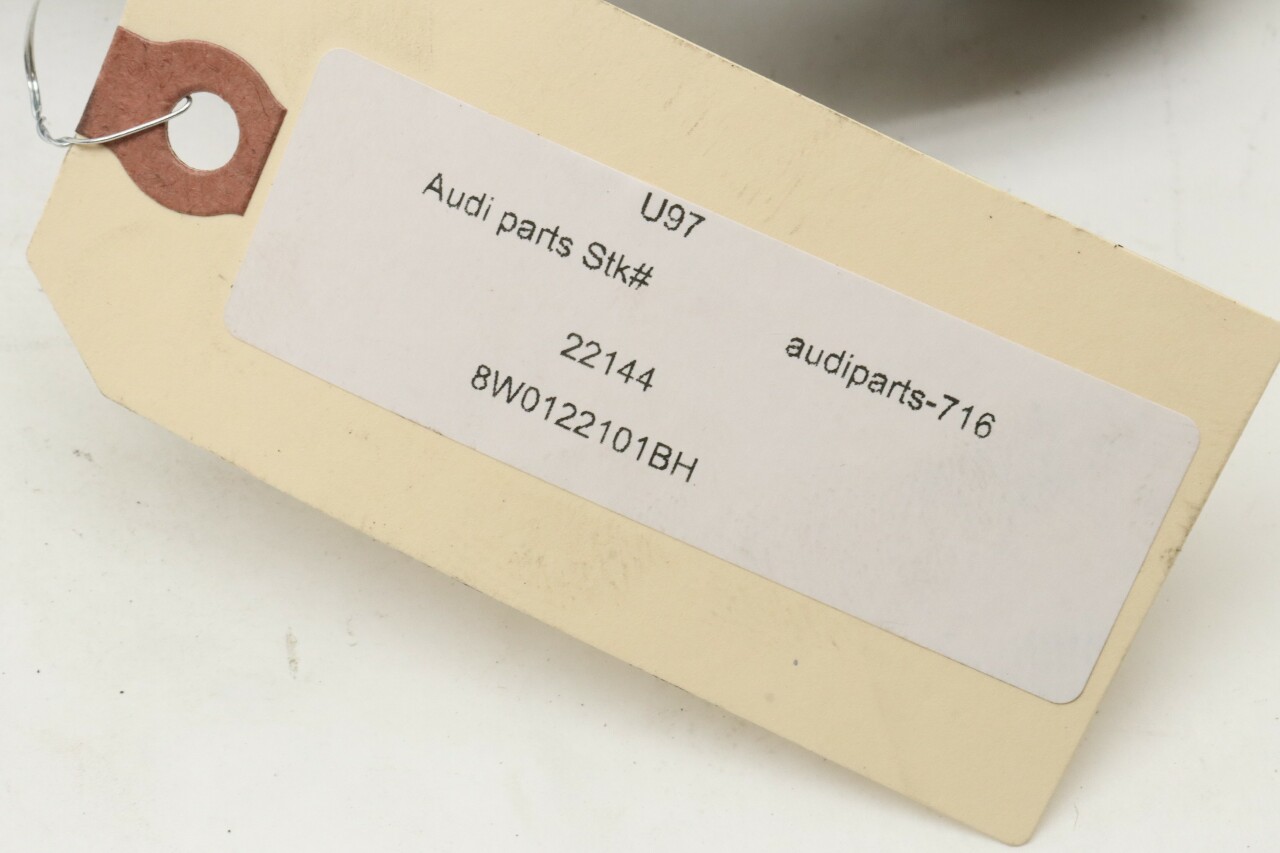 U97
Audi parts Stk#
22144
audiparts-716
8W0122101BH